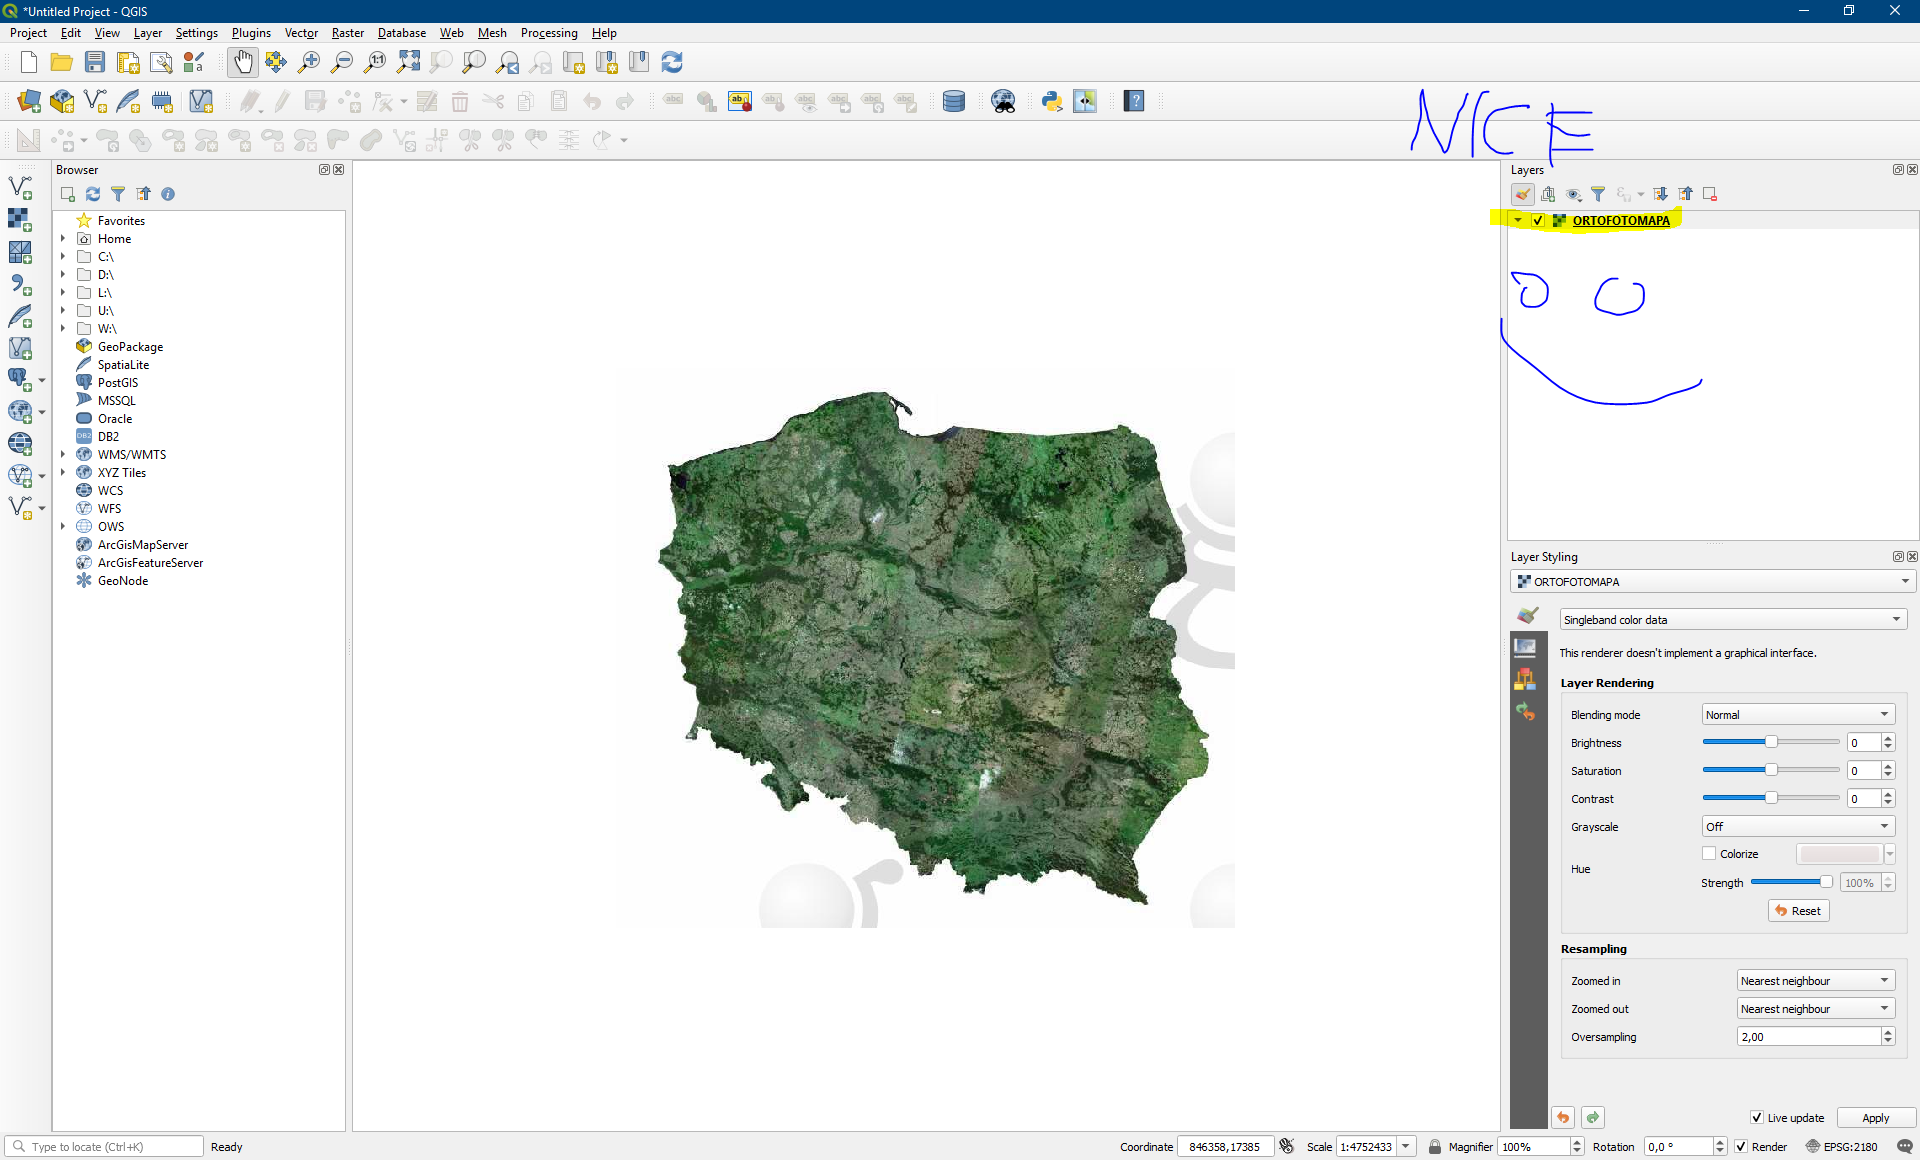 *Untitled Project - QGIS
Project Edit View Layer Settings Plugins Vector Raster Database Web Mesh Processing Help
NICE
Browser
Favorites
Home
C:\
D:\
L:\
U:\
W:\
GeoPackage
SpatiaLite
PostGIS
MSSQL
Oracle
DB2 DB2
WMS/WMTS
XYZ Tiles
WCS
WFS
OWS
ArcGisMapServer
ArcGisFeatureServer
GeoNode
Layers
ORTOFOTOMAPA
Layer Styling
ORTOFOTOMAPA
Singleband color data
This renderer doesn't implement a graphical interface.
Layer Rendering
Blending mode Normal
Brightness 0
Saturation 0
Contrast 0
Grayscale Off
Hue Colorize
Strength 100%
Reset
Resampling
Zoomed in Nearest neighbour
Zoomed out Nearest neighbour
Oversampling 2,00
Live update Apply
Type to locate (Ctrl+K) Ready Coordinate 846358,17385 Scale 1:4752433 Magnifier 100% Rotation 0,0 ° Render EPSG:2180